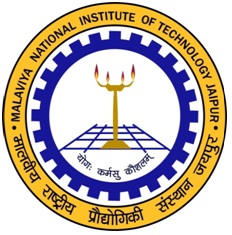 • MALAVIYA NATIONAL INSTITUTE OF TECHNOLOGY JAIPUR •
योगः कर्मसु कौशलम्
मालवीय राष्ट्रीय प्रौद्योगिकी संस्थान जयपुर